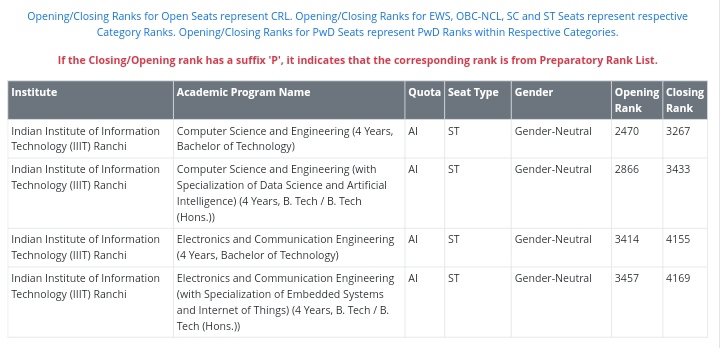 Opening/Closing Ranks for Open Seats represent CRL. Opening/Closing Ranks for EWS, OBC-NCL, SC and ST Seats represent respective
Category Ranks. Opening/Closing Ranks for PwD Seats represent PwD Ranks within Respective Categories.
If the Closing/Opening rank has a suffix 'P', it indicates that the corresponding rank is from Preparatory Rank List.
Institute Academic Program Name Quota Seat Type Gender Opening Closing
Rank Rank
Indian Institute of Information Computer Science and Engineering (4 Years, AI ST Gender-Neutral 2470 3267
Technology (IIIT) Ranchi Bachelor of Technology)
Indian Institute of Information Computer Science and Engineering (with AI ST Gender-Neutral 2866 3433
Technology (IIIT) Ranchi Specialization of Data Science and Artificial
Intelligence) (4 Years, B. Tech / B. Tech
(Hons.))
Indian Institute of Information Electronics and Communication Engineering AI ST Gender-Neutral 3414 4155
Technology (IIIT) Ranchi (4 Years, Bachelor of Technology)
Indian Institute of Information Electronics and Communication Engineering AI ST Gender-Neutral 3457 4169
Technology (IIIT) Ranchi (with Specialization of Embedded Systems
and Internet of Things) (4 Years, B. Tech / B.
Tech (Hons.))